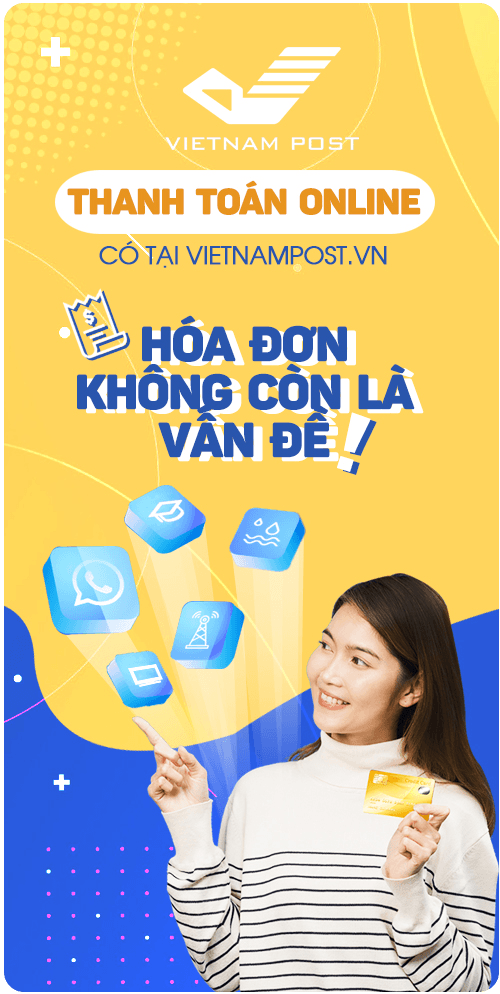 VIETNAM POST
THANH TOÁN ONLINE
CÓ TẠI VIETNAMPOST.VN
$
HÓA ĐƠN
KHÔNG CÒN LÀ
VẤN ĐỀ!